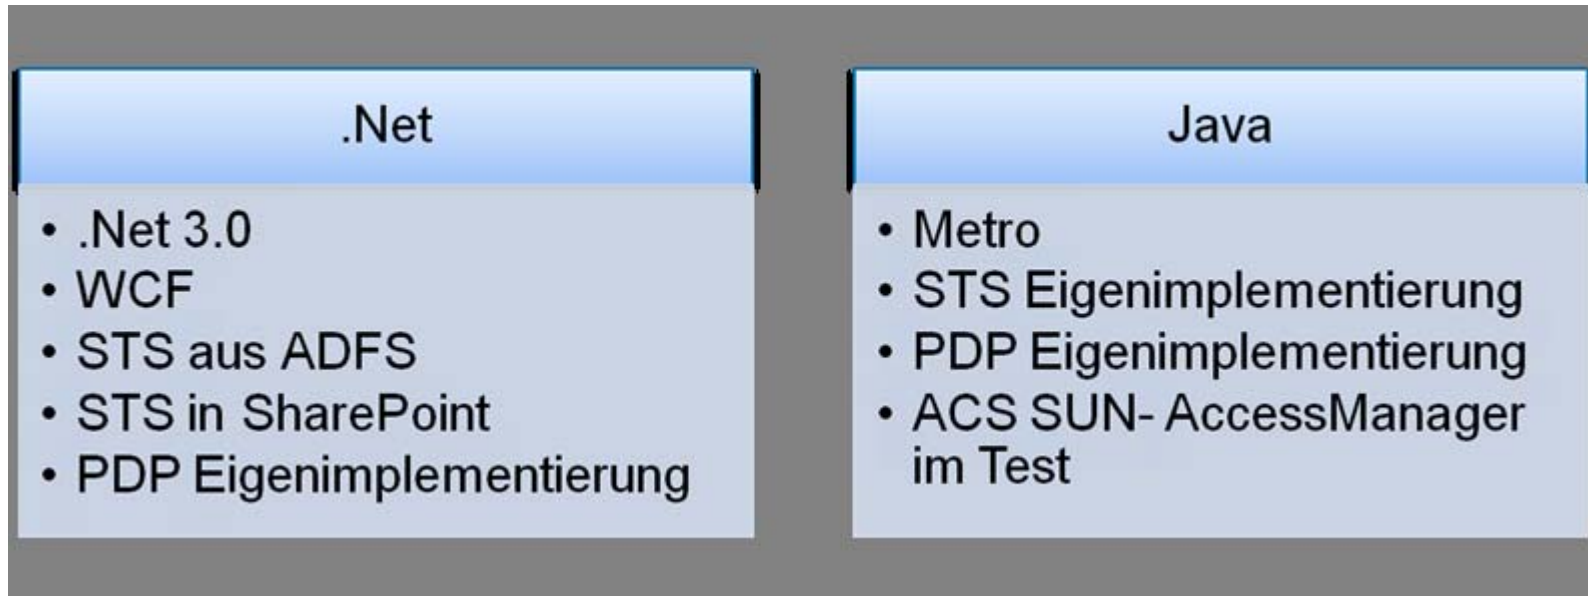 .Net
• .Net 3.0
• WCF
• STS aus ADFS
• STS in SharePoint
• PDP Eigenimplementierung
Java
• Metro
• STS Eigenimplementierung
• PDP Eigenimplementierung
• ACS SUN- AccessManager
im Test